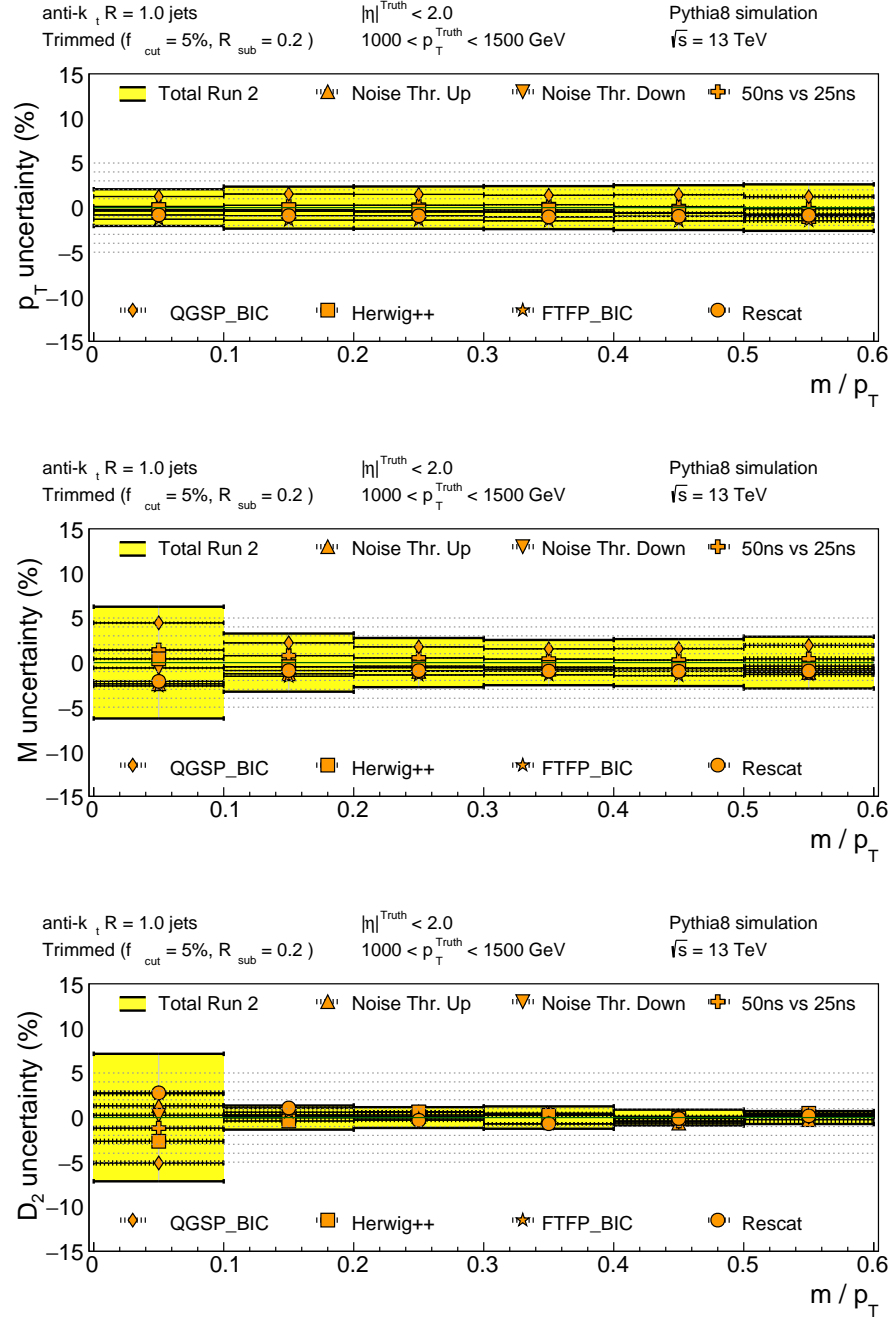 anti-k t R = 1.0 jets |η|^Truth < 2.0 Pythia8 simulation
Trimmed (f cut = 5%, R sub = 0.2 ) 1000 < p_T^Truth < 1500 GeV √s = 13 TeV
15
Total Run 2 Noise Thr. Up Noise Thr. Down 50ns vs 25ns
10
5
0
−5
−10
QGSP_BIC Herwig++ FTFP_BIC Rescat
−15
p_T uncertainty (%)
0 0.1 0.2 0.3 0.4 0.5 0.6
m / p_T
anti-k t R = 1.0 jets |η|^Truth < 2.0 Pythia8 simulation
Trimmed (f cut = 5%, R sub = 0.2 ) 1000 < p_T^Truth < 1500 GeV √s = 13 TeV
15
Total Run 2 Noise Thr. Up Noise Thr. Down 50ns vs 25ns
10
5
0
−5
−10
QGSP_BIC Herwig++ FTFP_BIC Rescat
−15
M uncertainty (%)
0 0.1 0.2 0.3 0.4 0.5 0.6
m / p_T
anti-k t R = 1.0 jets |η|^Truth < 2.0 Pythia8 simulation
Trimmed (f cut = 5%, R sub = 0.2 ) 1000 < p_T^Truth < 1500 GeV √s = 13 TeV
15
Total Run 2 Noise Thr. Up Noise Thr. Down 50ns vs 25ns
10
5
0
−5
−10
QGSP_BIC Herwig++ FTFP_BIC Rescat
−15
D_2 uncertainty (%)
0 0.1 0.2 0.3 0.4 0.5 0.6
m / p_T